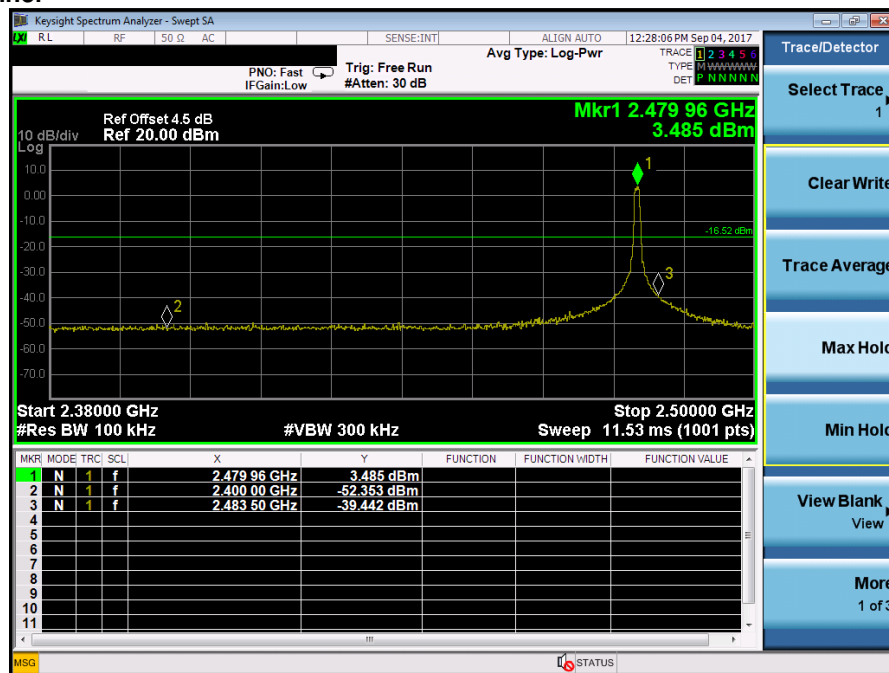 Keysight Spectrum Analyzer - Swept SA
LXI RL RF 50 Ω AC SENSE:INT ALIGN AUTO 12:28:06 PM Sep 04, 2017
PNO: Fast
IFGain:Low
Trig: Free Run
#Atten: 30 dB
Avg Type: Log-Pwr
TRACE 1 2 3 4 5 6
TYPE M WWWWW
DET P N N N N N
Ref Offset 4.5 dB
10 dB/div Ref 20.00 dBm
Log
Mkr1 2.479 96 GHz
3.485 dBm
10.0
0.00
-10.0
-20.0
-30.0
-40.0
-50.0
-60.0
-70.0
1
-16.52 dBm
2
3
Start 2.38000 GHz Stop 2.50000 GHz
#Res BW 100 kHz #VBW 300 kHz Sweep 11.53 ms (1001 pts)
MKR MODE TRC SCL X Y FUNCTION FUNCTION WIDTH FUNCTION VALUE
1 N 1 f 2.479 96 GHz 3.485 dBm
2 N 1 f 2.400 00 GHz -52.353 dBm
3 N 1 f 2.483 50 GHz -39.442 dBm
4
5
6
7
8
9
10
11
MSG STATUS
Trace/Detector
Select Trace
1
Clear Write
Trace Average
Max Hold
Min Hold
View Blank
View
More
1 of 3